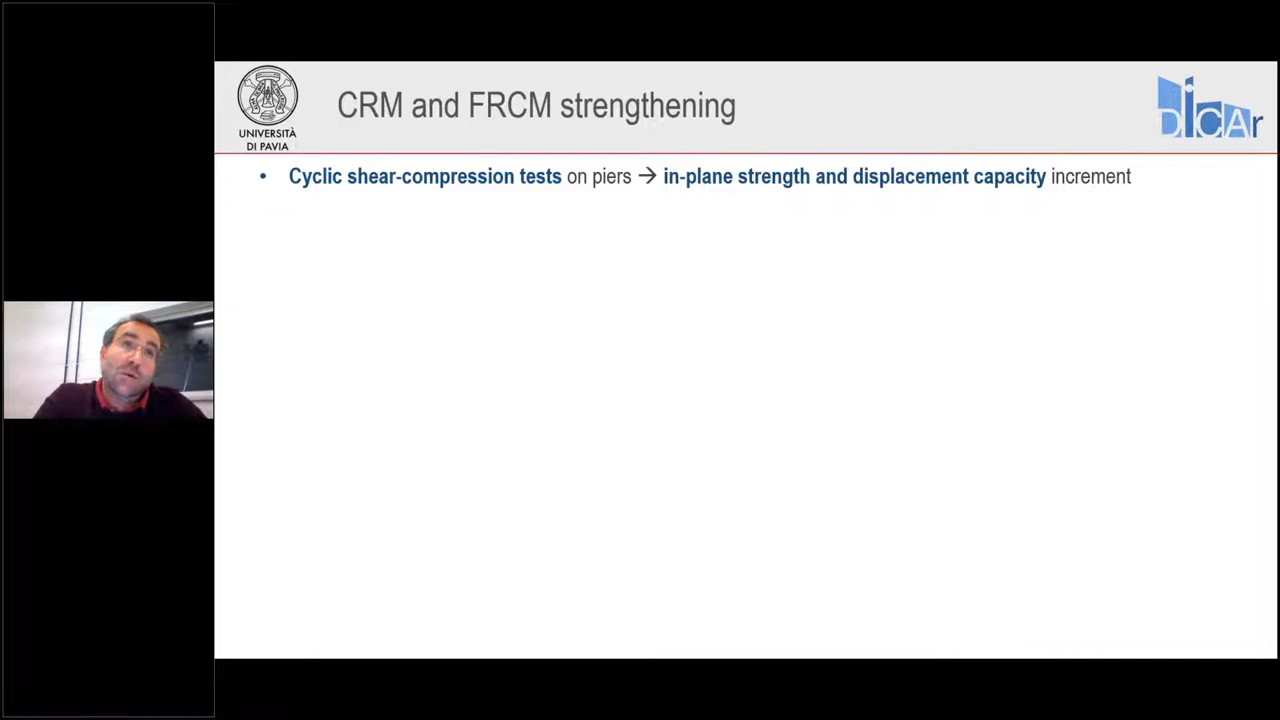 CRM and FRCM strengthening
UNIVERSITÀ
DI PAVIA
DiCAr
• Cyclic shear-compression tests on piers → in-plane strength and displacement capacity increment